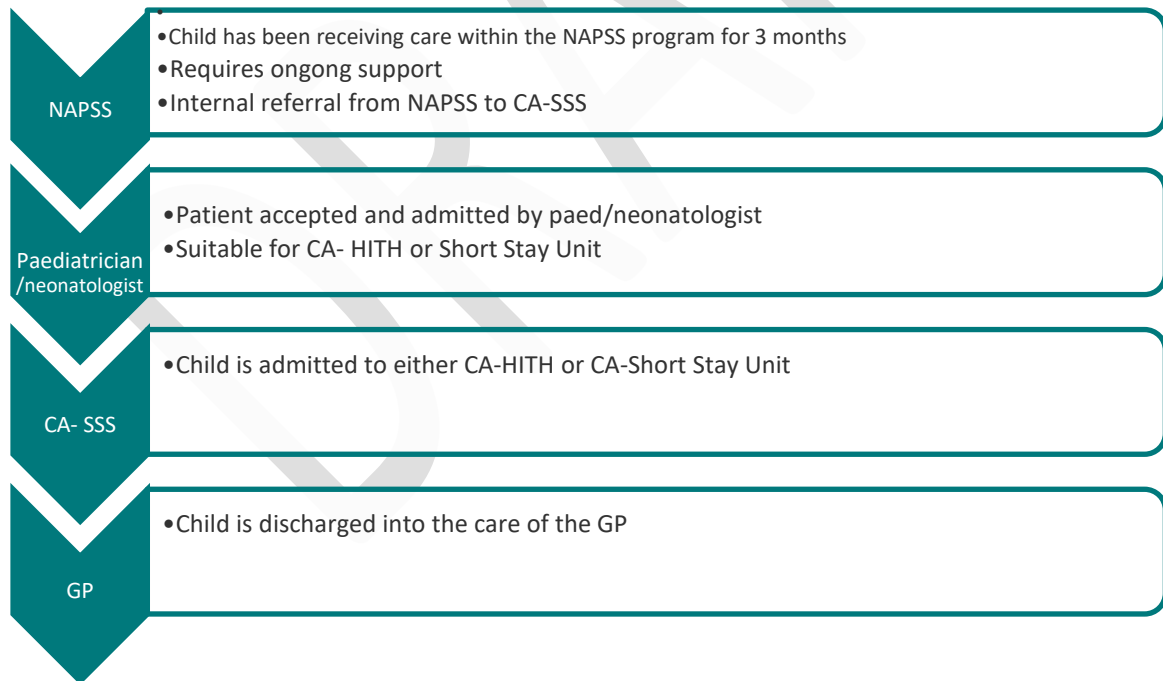 •
•Child has been receiving care within the NAPSS program for 3 months
•Requires ongong support
•Internal referral from NAPSS to CA-SSS
NAPSS
•Patient accepted and admitted by paed/neonatologist
•Suitable for CA- HITH or Short Stay Unit
Paediatrician
/neonatologist
•Child is admitted to either CA-HITH or CA-Short Stay Unit
CA- SSS
•Child is discharged into the care of the GP
GP